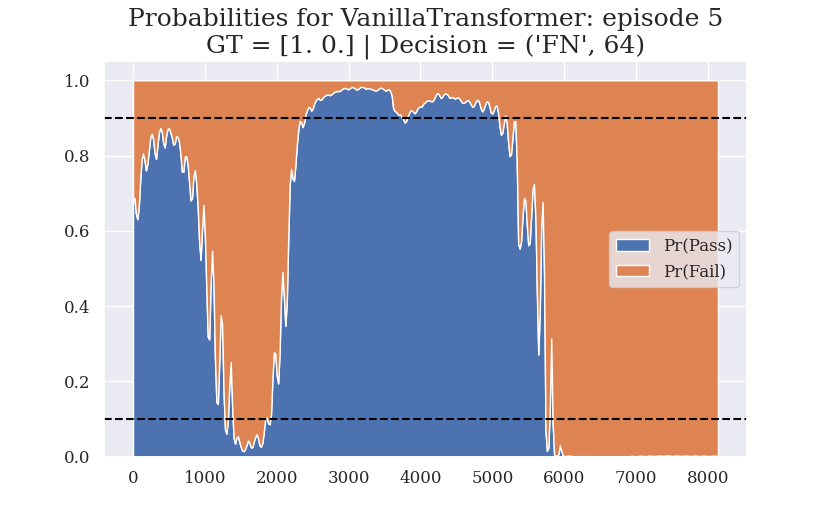 Probabilities for VanillaTransformer: episode 5
GT = [1. 0.] | Decision = ('FN', 64)
1.0
0.8
0.6
0.4
0.2
0.0
Pr(Pass)
Pr(Fail)
0 1000 2000 3000 4000 5000 6000 7000 8000